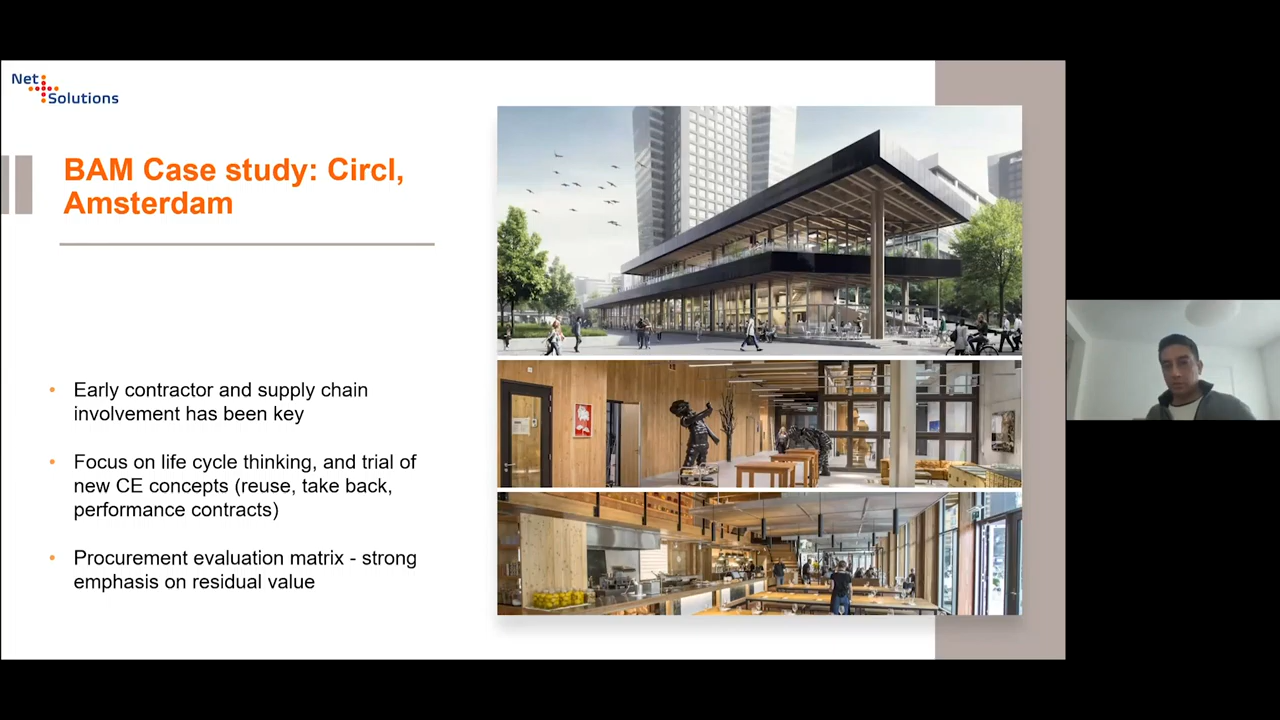 Net
Solutions
BAM Case study: Circl,
Amsterdam
• Early contractor and supply chain
involvement has been key
• Focus on life cycle thinking, and trial of
new CE concepts (reuse, take back,
performance contracts)
• Procurement evaluation matrix - strong
emphasis on residual value